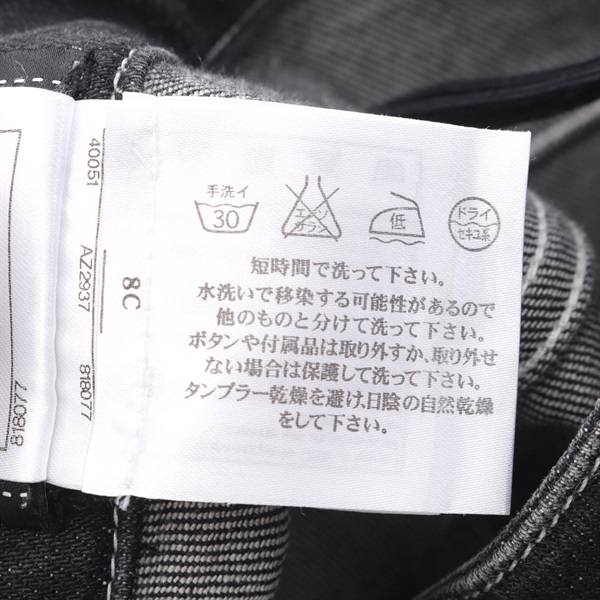 手洗イ
30
エンソ
サラシ
低
ドライ
セキユ系
短時間で洗って下さい。
水洗いで移染する可能性があるので
他のものと分けて洗って下さい。
ボタンや付属品は取り外すか、取り外せ
ない場合は保護して洗って下さい。
タンブラー乾燥を避け、日陰の自然乾燥
をして下さい。
8C
40051
AZ2937
818077
818077